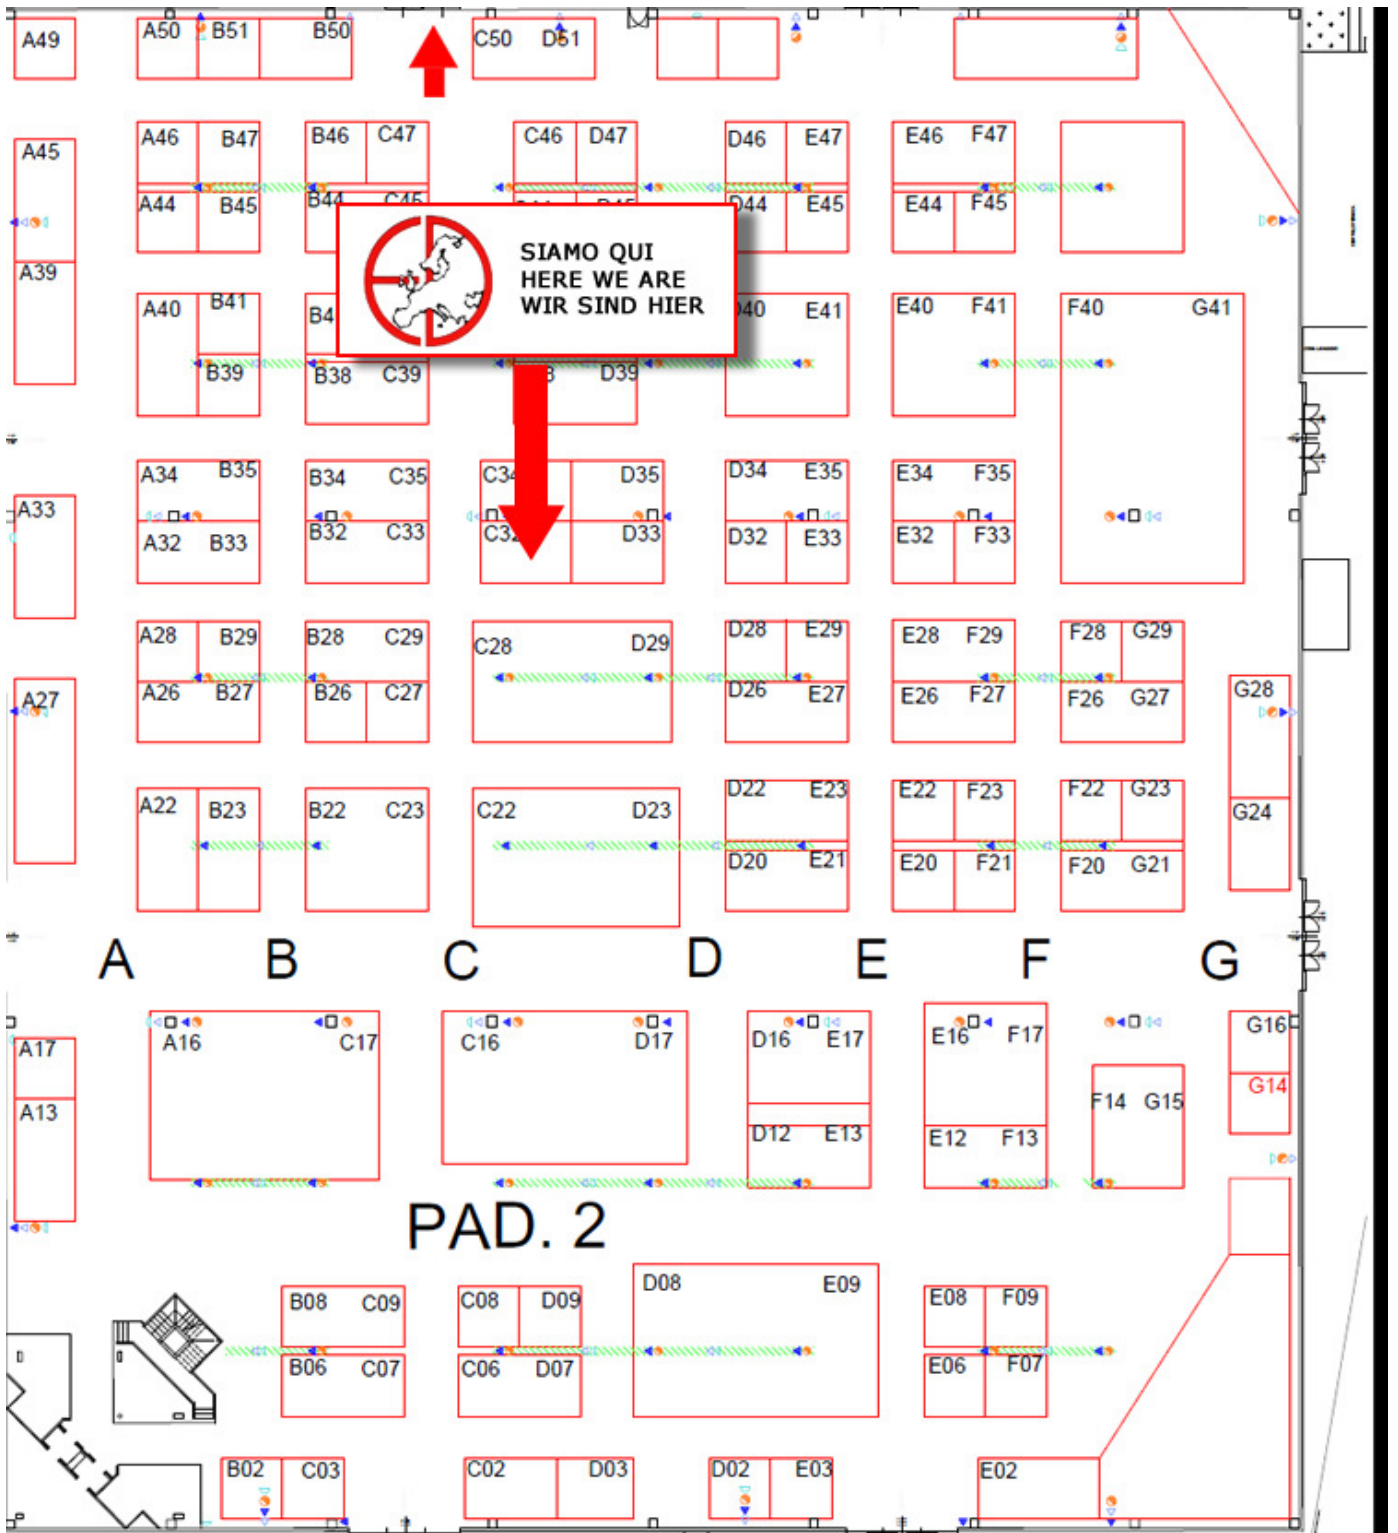 A49
A50 B51 B50 C50 D51
A46 B47 B46 C47 C46 D47 D46 E47 E46 F47
A45
A44 B45 B44 C45 D45 D44 E45 E44 F45
A39
SIAMO QUI
HERE WE ARE
WIR SIND HIER
A40 B41 E41 E40 F41 F40 G41
B39 B38 C39 D39
A34 B35 B34 C35 C34 D35 D34 E35 E34 F35
A33
A32 B33 B32 C33 C32 D33 D32 E33 E32 F33
A28 B29 B28 C29 C28 D29 D28 E29 E28 F29 F28 G29
A27 A26 B27 B26 C27 D26 E27 E26 F27 F26 G27 G28
A22 B23 B22 C23 C22 D23 D22 E23 E22 F23 F22 G23 G24
D20 E21 E20 F21 F20 G21
A B C D E F G
A17 A16 C17 C16 D17 D16 E17 E16 F17 G16
G14
A13 D12 E13 E12 F13 F14 G15
PAD. 2
B08 C09 C08 D09 D08 E09 E08 F09
B06 C07 C06 D07 E06 F07
B02 C03 C02 D03 D02 E03 E02